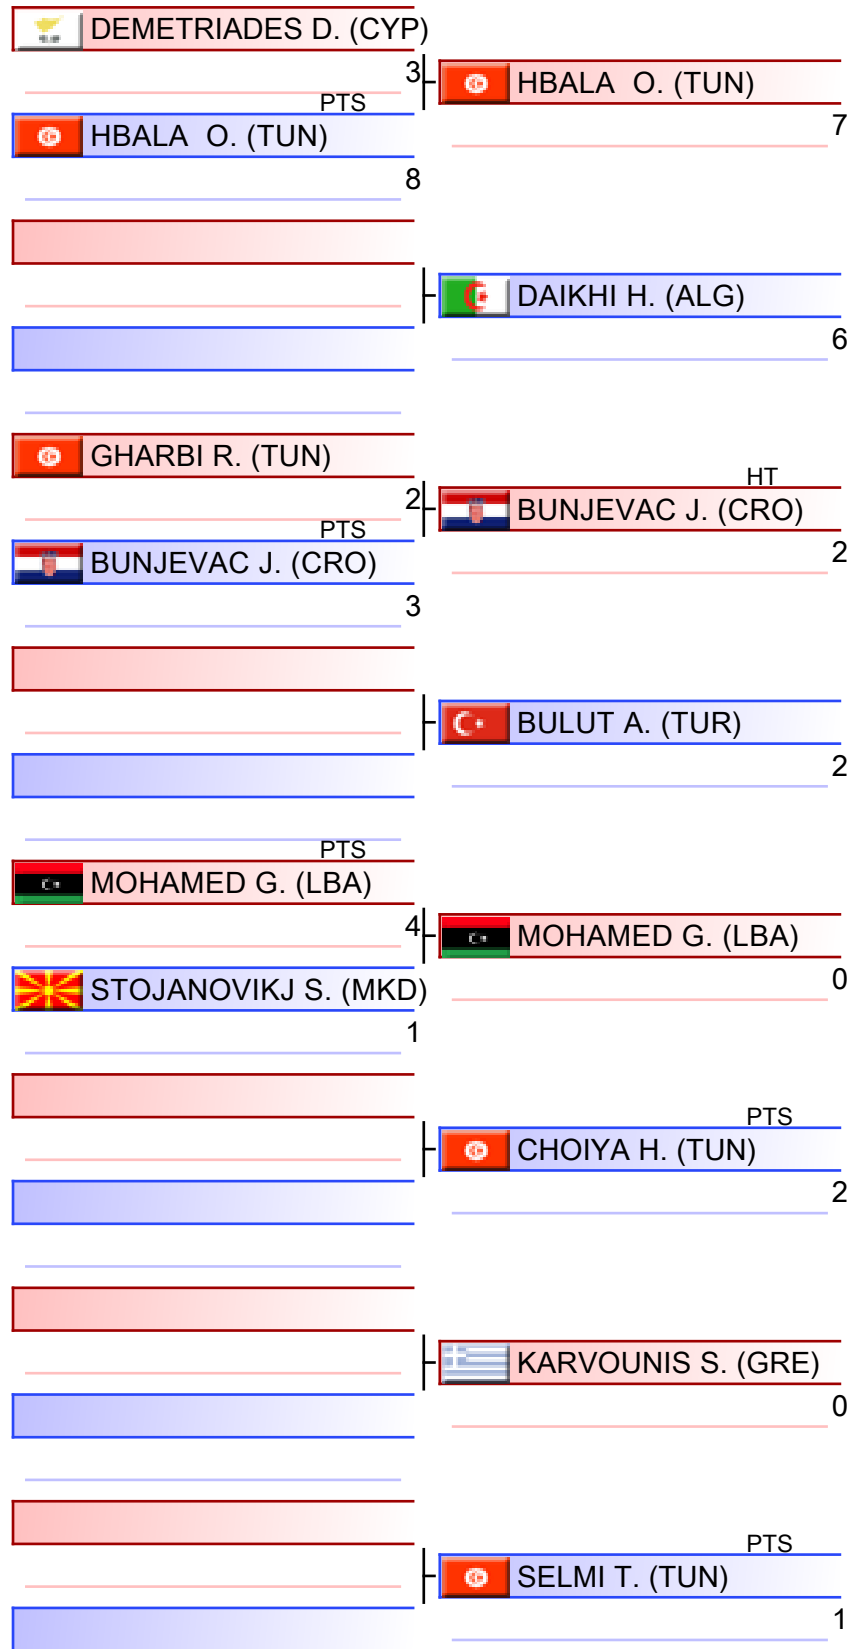 DEMETRIADES D. (CYP)
3
HBALA  O. (TUN)
7
PTS
HBALA  O. (TUN)
8
DAIKHI H. (ALG)
6
GHARBI R. (TUN)
2
HT
BUNJEVAC J. (CRO)
2
PTS
BUNJEVAC J. (CRO)
3
BULUT A. (TUR)
2
PTS
MOHAMED G. (LBA)
4
MOHAMED G. (LBA)
0
STOJANOVIKJ S. (MKD)
1
PTS
CHOIYA H. (TUN)
2
KARVOUNIS S. (GRE)
0
PTS
SELMI T. (TUN)
1